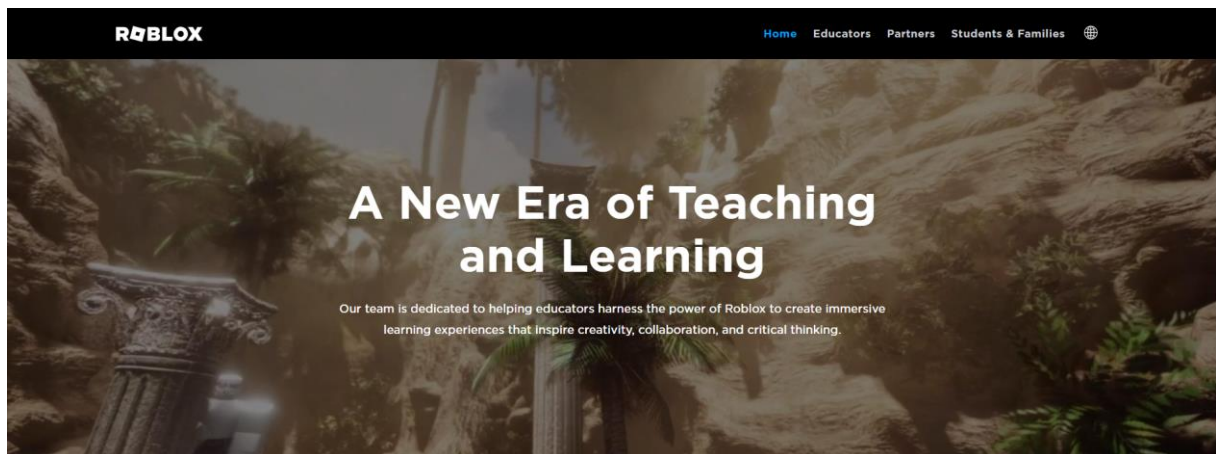 ROBLOX
Home Educators Partners Students & Families
A New Era of Teaching
and Learning
Our team is dedicated to helping educators harness the power of Roblox to create immersive
learning experiences that inspire creativity, collaboration, and critical thinking.